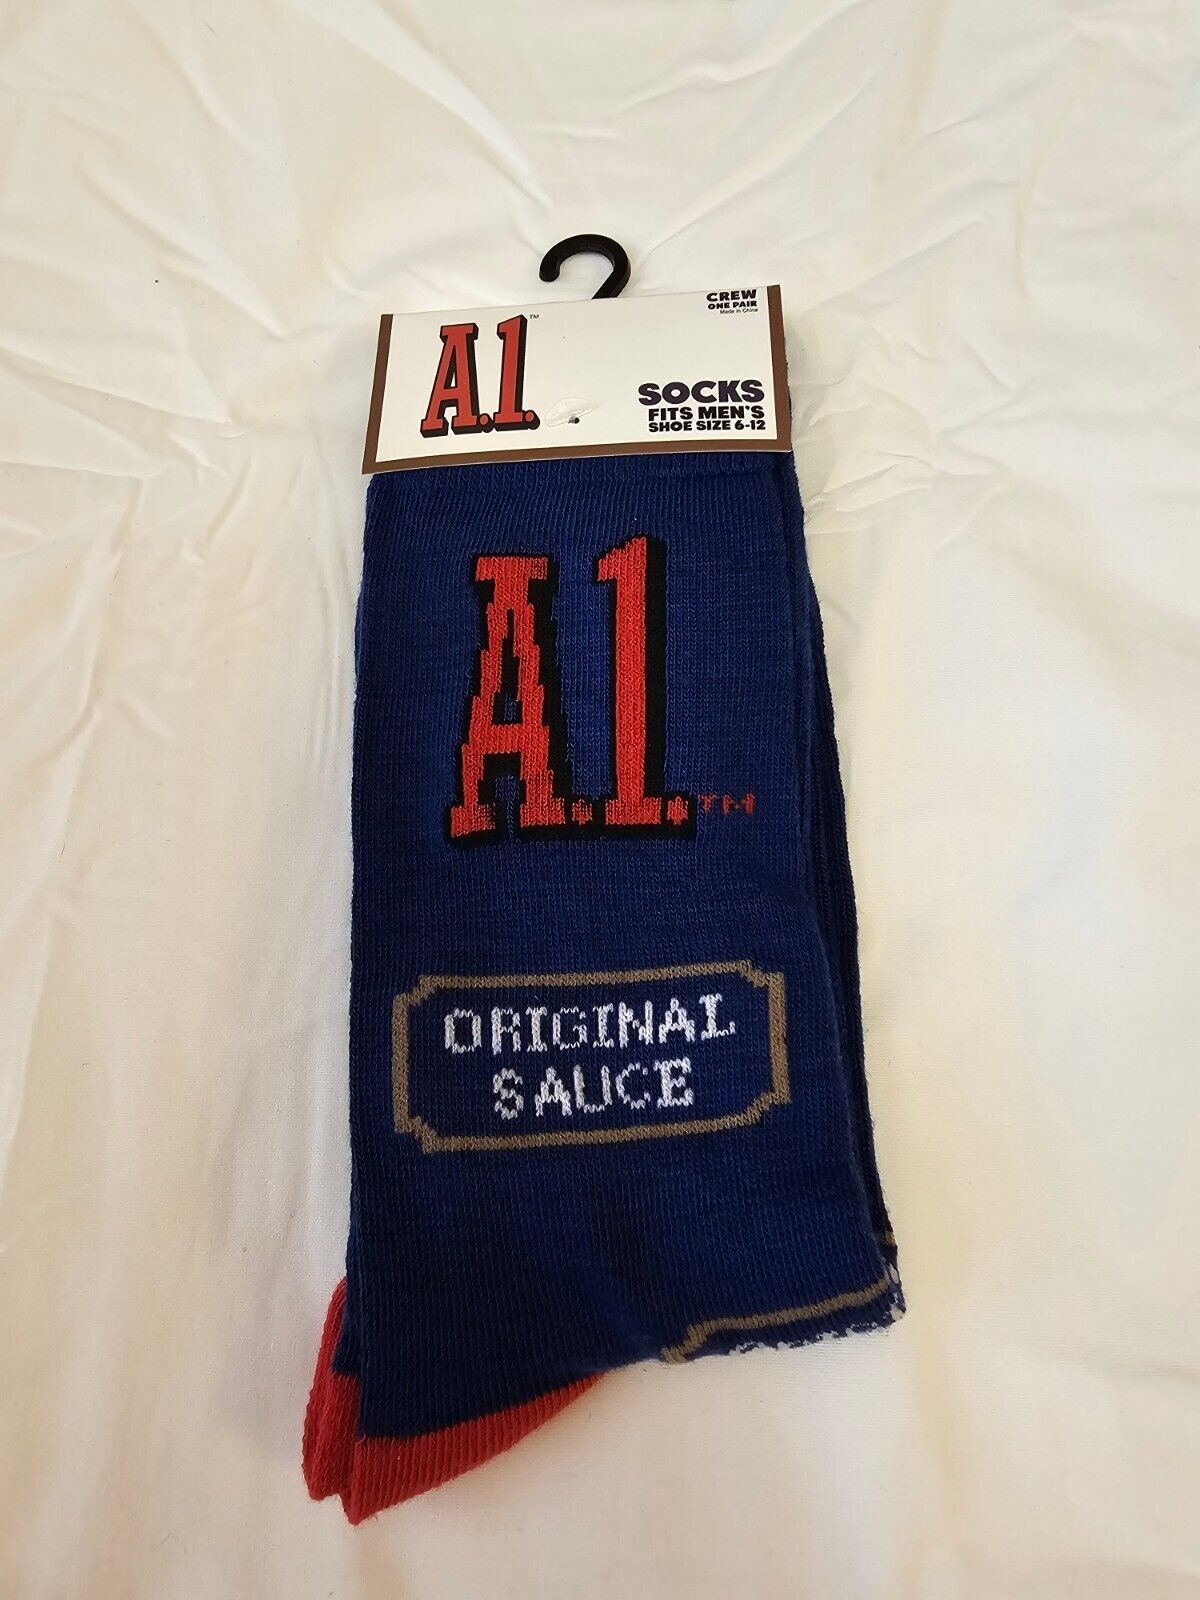 A.1.™
CREW
ONE PAIR
Made in China
SOCKS
FITS MEN'S
SHOE SIZE 6-12
A.1.™
ORIGINAL
SAUCE